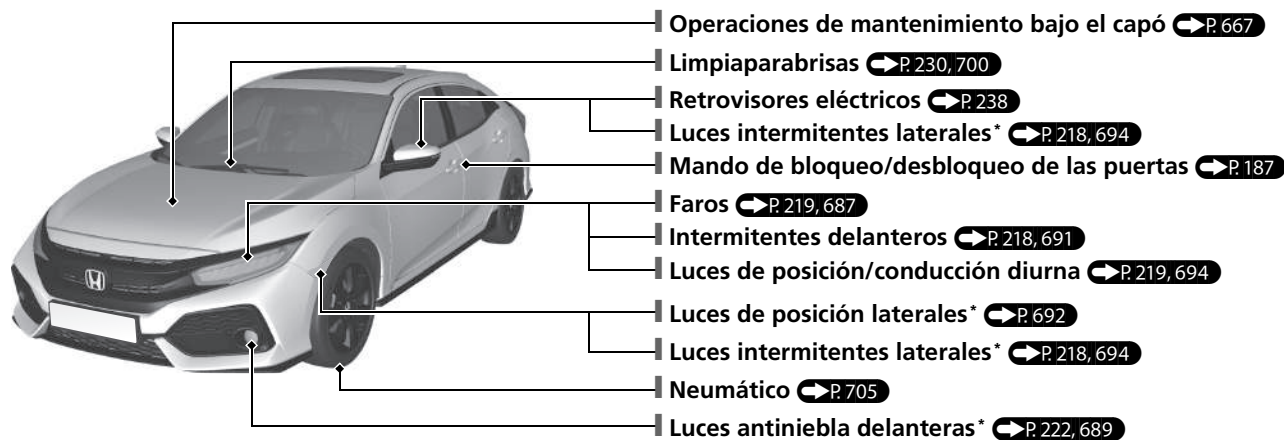 Operaciones de mantenimiento bajo el capó P. 667
Limpiaparabrisas P. 230, 700
Retrovisores eléctricos P. 238
Luces intermitentes laterales* P. 218, 694
Mando de bloqueo/desbloqueo de las puertas P. 187
Faros P. 219, 687
Intermitentes delanteros P. 218, 691
Luces de posición/conducción diurna P. 219, 694
Luces de posición laterales* P. 692
Luces intermitentes laterales* P. 218, 694
Neumático P. 705
Luces antiniebla delanteras* P. 222, 689